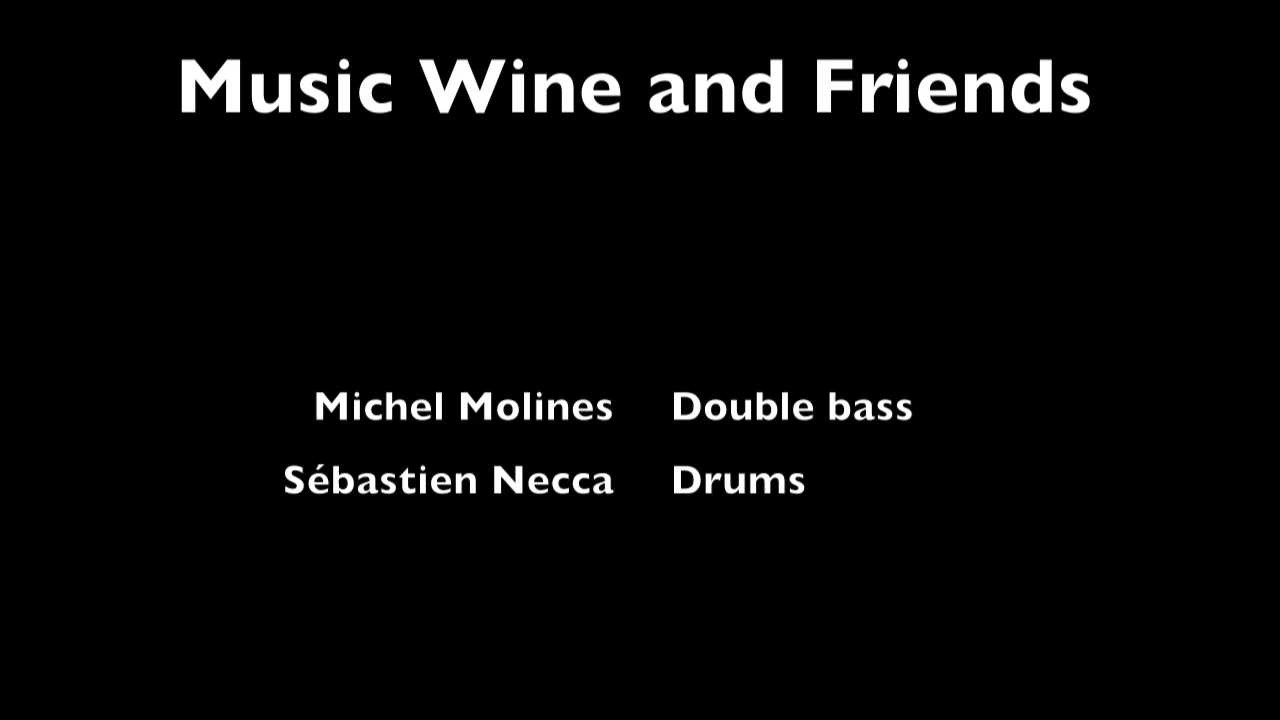 Music Wine and Friends
Michel Molines Double bass
Sébastien Necca Drums